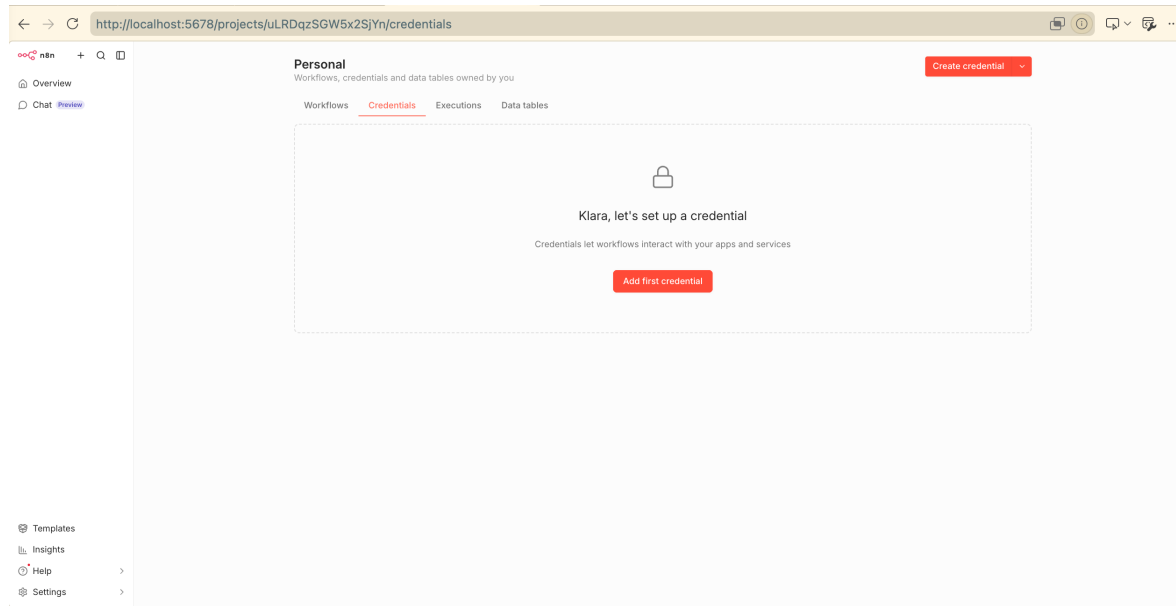 http://localhost:5678/projects/uLRDqzSGW5x2SjYn/credentials
n8n
Overview
Chat Preview
Personal
Workflows, credentials and data tables owned by you
Create credential
Workflows Credentials Executions Data tables
Klara, let's set up a credential
Credentials let workflows interact with your apps and services
Add first credential
Templates
Insights
Help
Settings